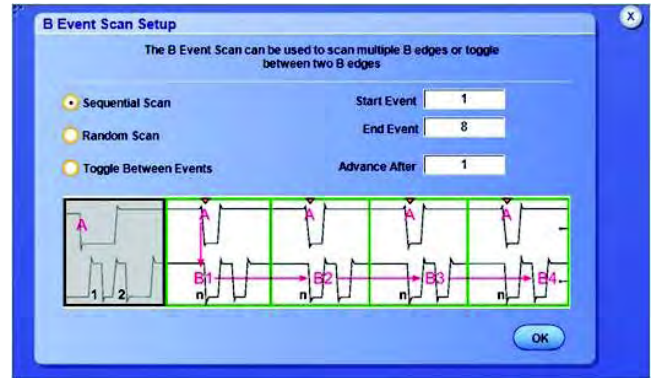 B Event Scan Setup
X
The B Event Scan can be used to scan multiple B edges or toggle
between two B edges
Sequential Scan
Start Event 1
Random Scan
End Event 8
Toggle Between Events
Advance After 1
A A A A A
B1 B2 B3 B4
1 2 n n n n
OK